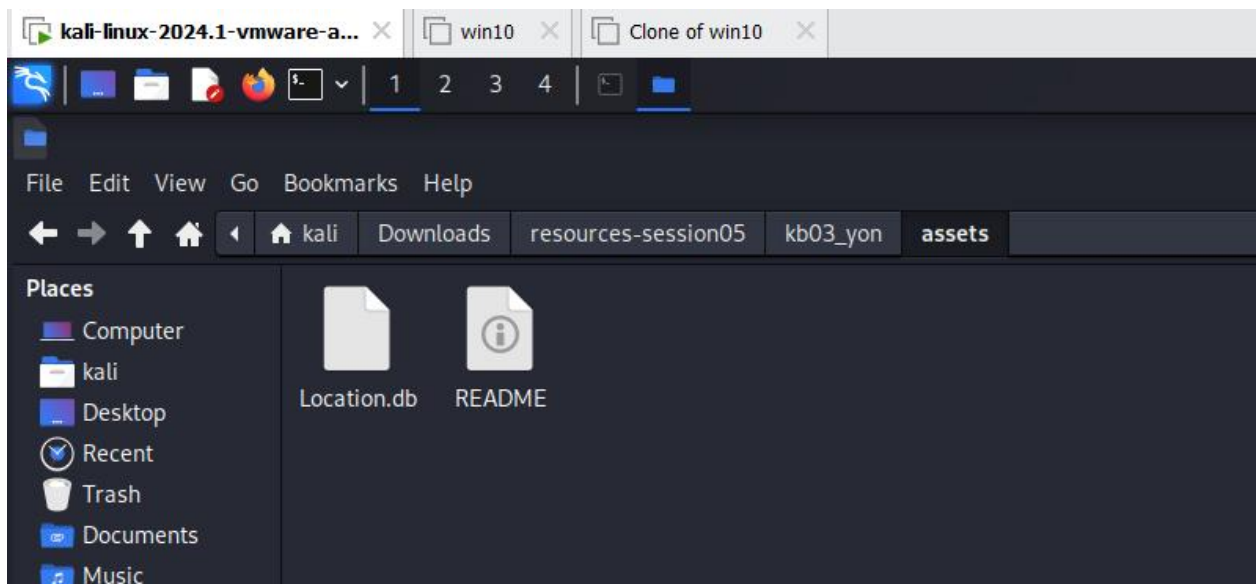 kali-linux-2024.1-vmware-a... win10 Clone of win10
1 2 3 4
File Edit View Go Bookmarks Help
kali Downloads resources-session05 kb03_yon assets
Places
Computer
kali
Desktop
Recent
Trash
Documents
Music
Location.db README